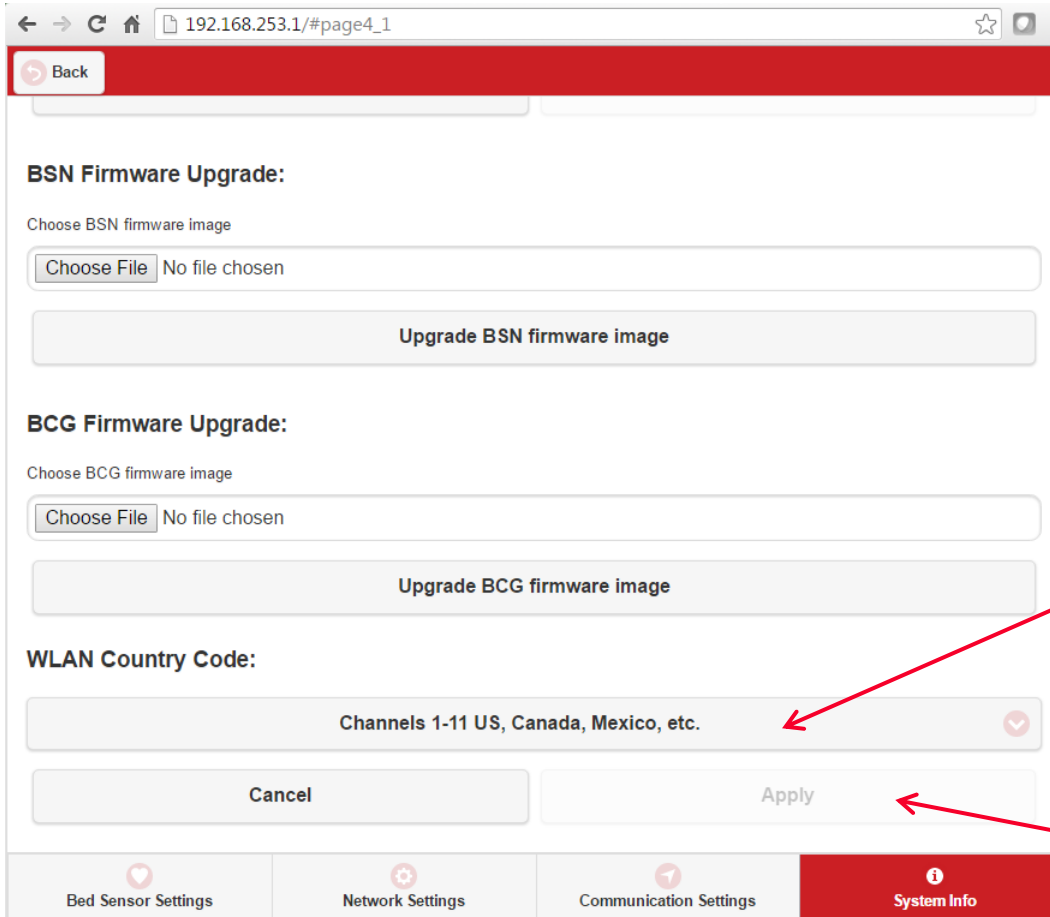 192.168.253.1/#page4_1
Back
BSN Firmware Upgrade:
Choose BSN firmware image
Choose File No file chosen
Upgrade BSN firmware image
BCG Firmware Upgrade:
Choose BCG firmware image
Choose File No file chosen
Upgrade BCG firmware image
WLAN Country Code:
Channels 1-11 US, Canada, Mexico, etc.
Cancel Apply
Bed Sensor Settings Network Settings Communication Settings System Info